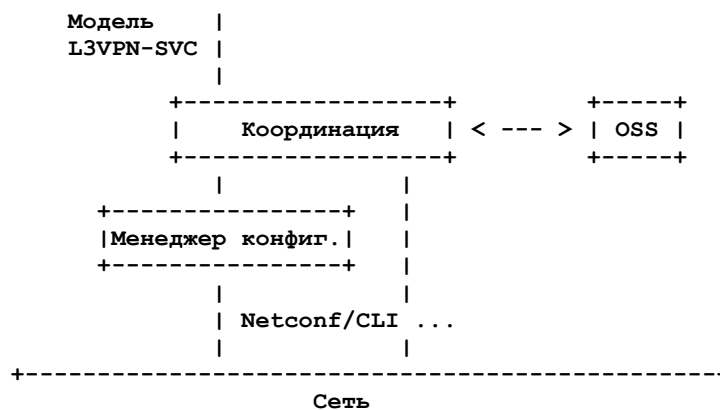 Модель
L3VPN-SVC
Координация < --- > OSS
Менеджер конфиг.
Netconf/CLI ...
Сеть